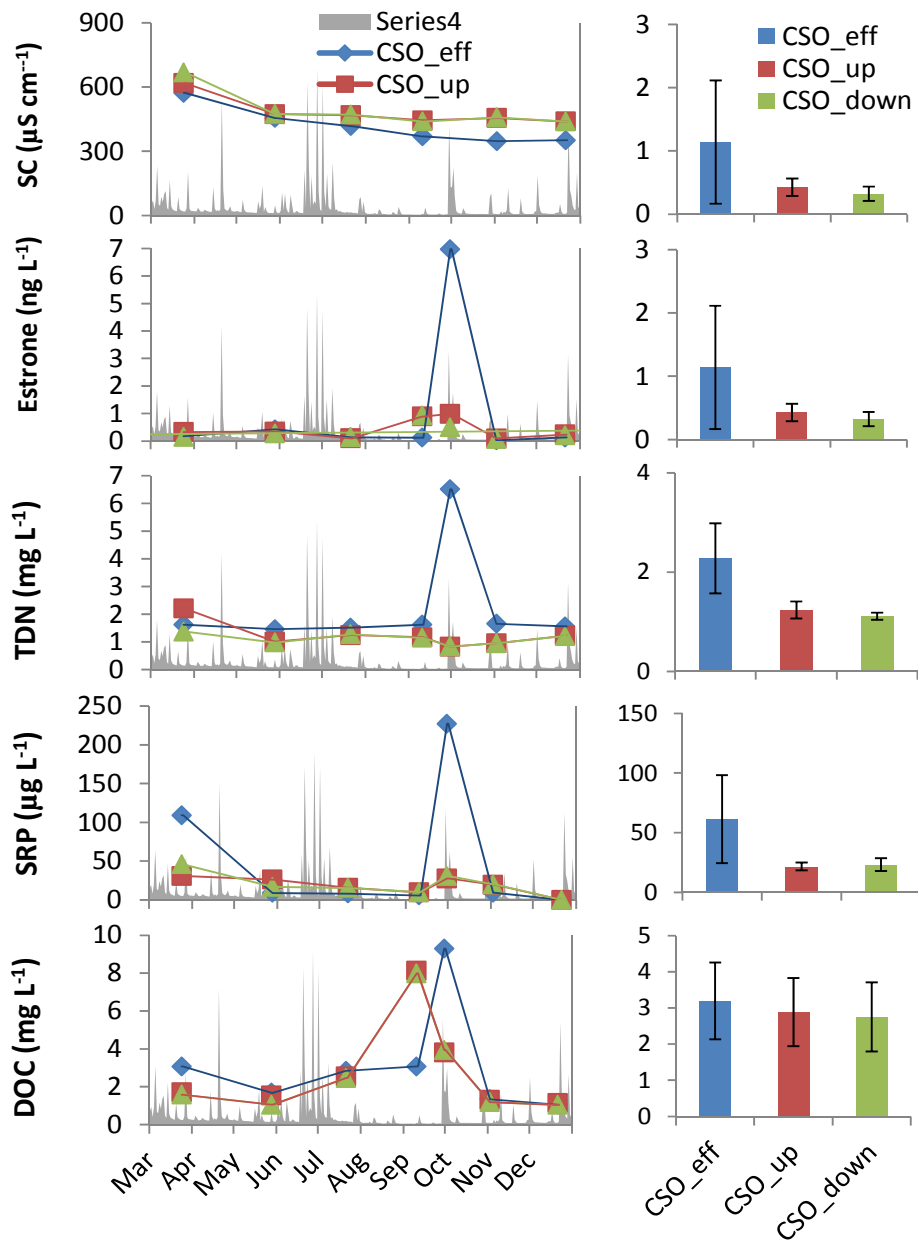 900
600
300
0
SC (µS cm⁻⁻¹)
Series4
CSO_eff
CSO_up
3
2
1
0
CSO_eff
CSO_up
CSO_down
7
6
5
4
3
2
1
0
Estrone (ng L⁻¹)
3
2
1
0
7
6
5
4
3
2
1
0
TDN (mg L⁻¹)
4
2
0
250
200
150
100
50
0
SRP (µg L⁻¹)
150
100
50
0
10
8
6
4
2
0
DOC (mg L⁻¹)
Mar
Apr
May
Jun
Jul
Aug
Sep
Oct
Nov
Dec
5
4
3
2
1
0
CSO_eff
CSO_up
CSO_down